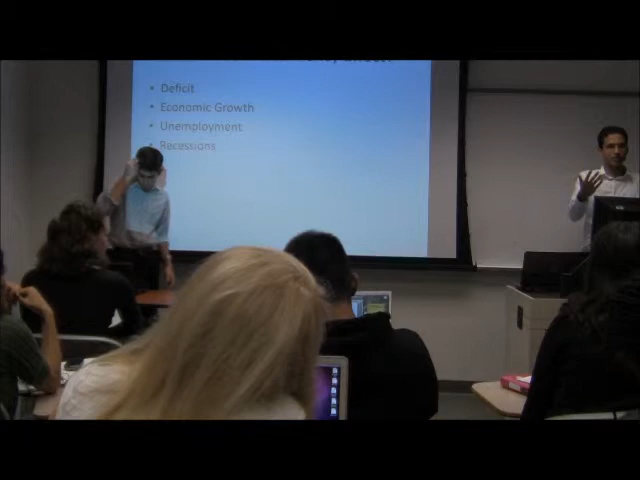 • Deficit
• Economic Growth
• Unemployment
• Recessions